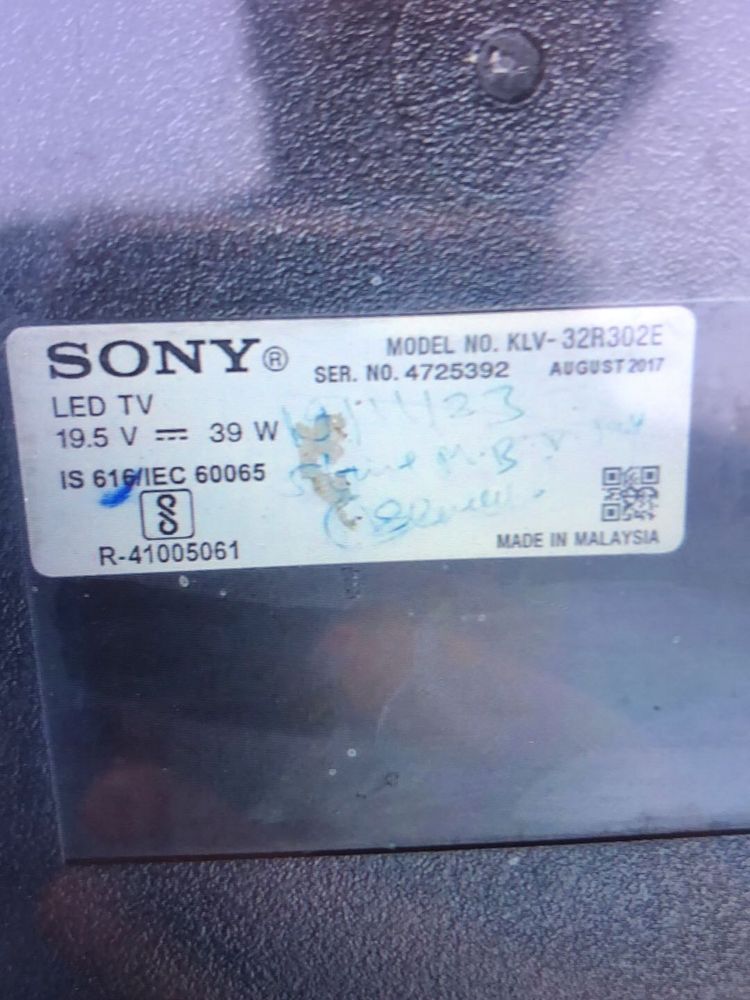 SONY®
MODEL NO. KLV-32R302E
SER. NO. 4725392 AUGUST 2017
LED TV
19.5 V ⎓ 39 W
IS 616/IEC 60065
R-41005061
MADE IN MALAYSIA